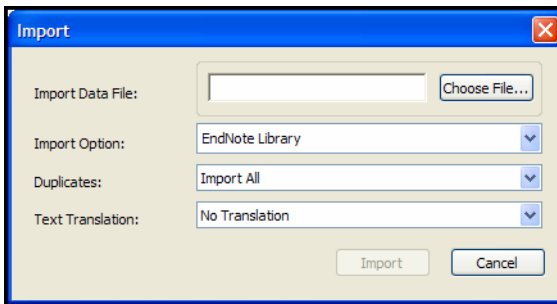 Import
Import Data File:
Choose File...
Import Option:
EndNote Library
Duplicates:
Import All
Text Translation:
No Translation
Import
Cancel